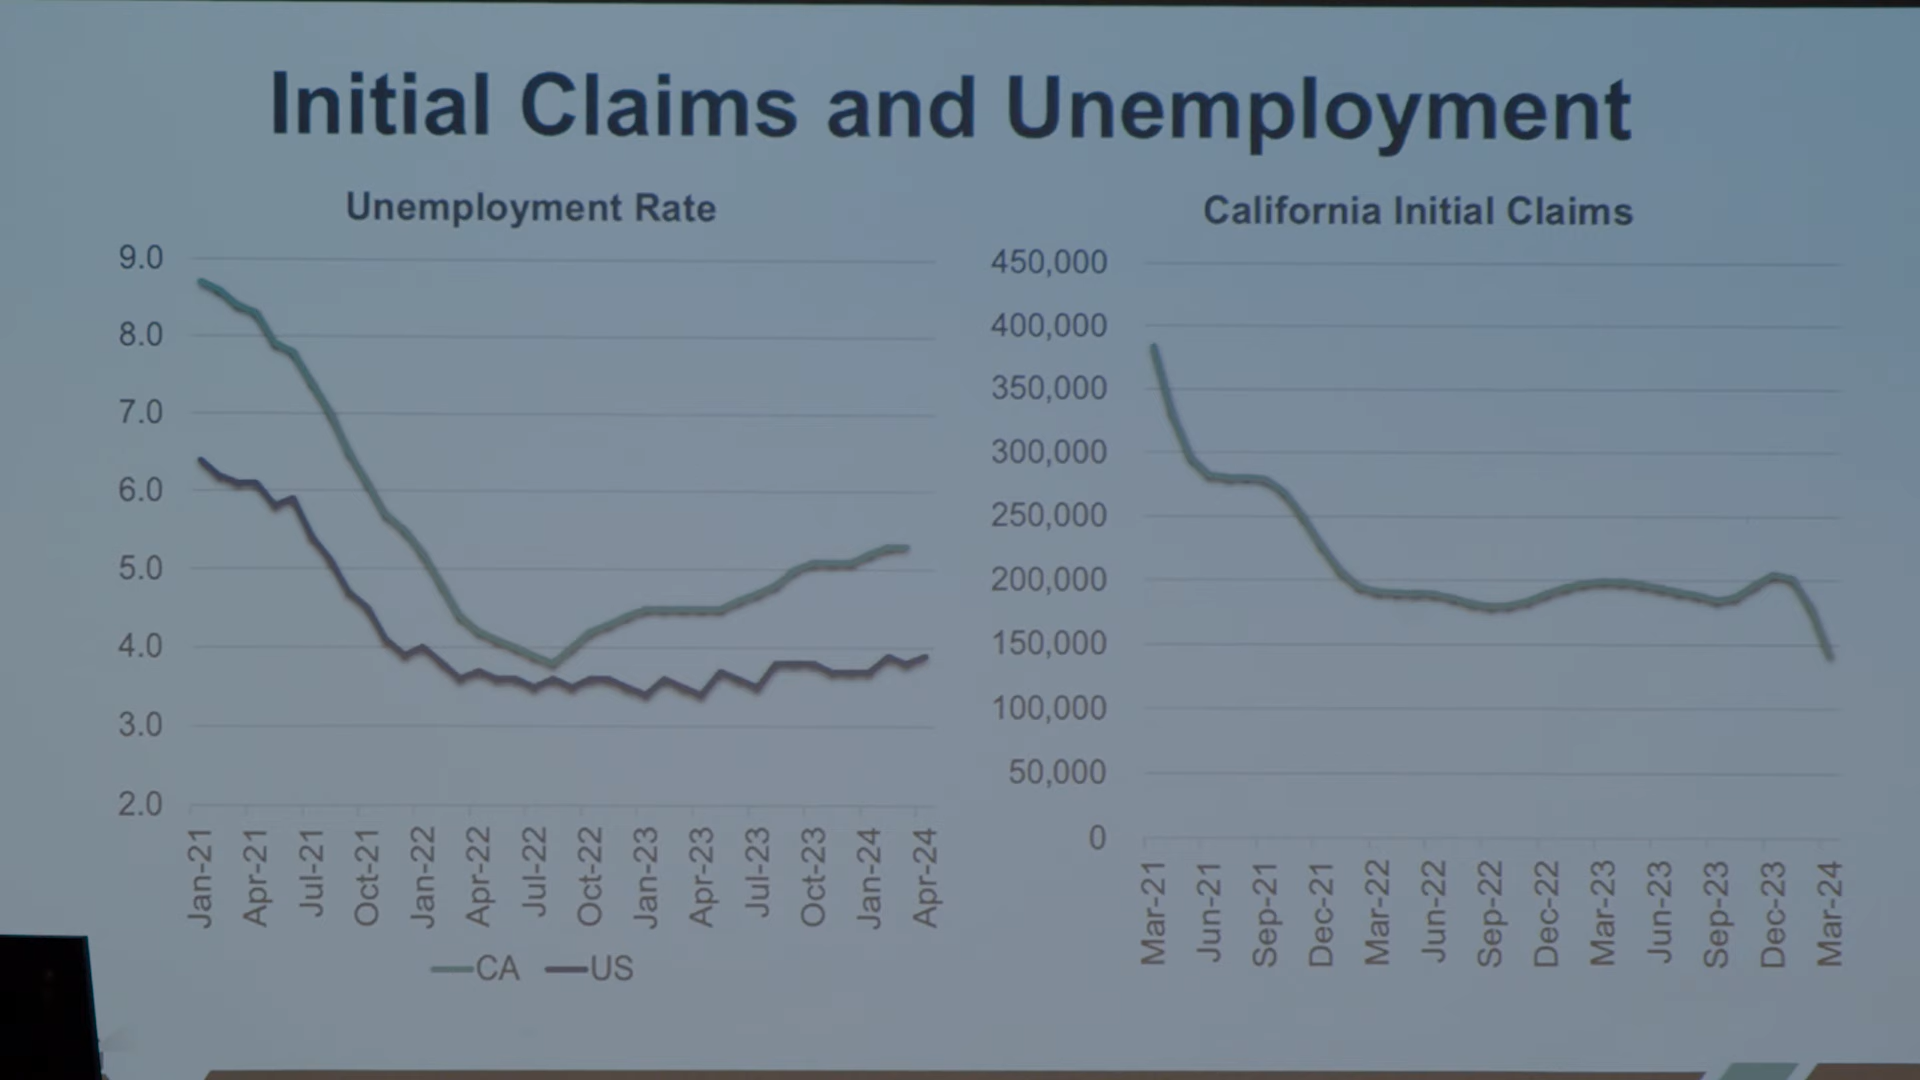 Initial Claims and Unemployment
Unemployment Rate
9.0
8.0
7.0
6.0
5.0
4.0
3.0
2.0
Jan-21
Apr-21
Jul-21
Oct-21
Jan-22
Apr-22
Jul-22
Oct-22
Jan-23
Apr-23
Jul-23
Oct-23
Jan-24
Apr-24
CA US
California Initial Claims
450,000
400,000
350,000
300,000
250,000
200,000
150,000
100,000
50,000
0
Mar-21
Jun-21
Sep-21
Dec-21
Mar-22
Jun-22
Sep-22
Dec-22
Mar-23
Jun-23
Sep-23
Dec-23
Mar-24